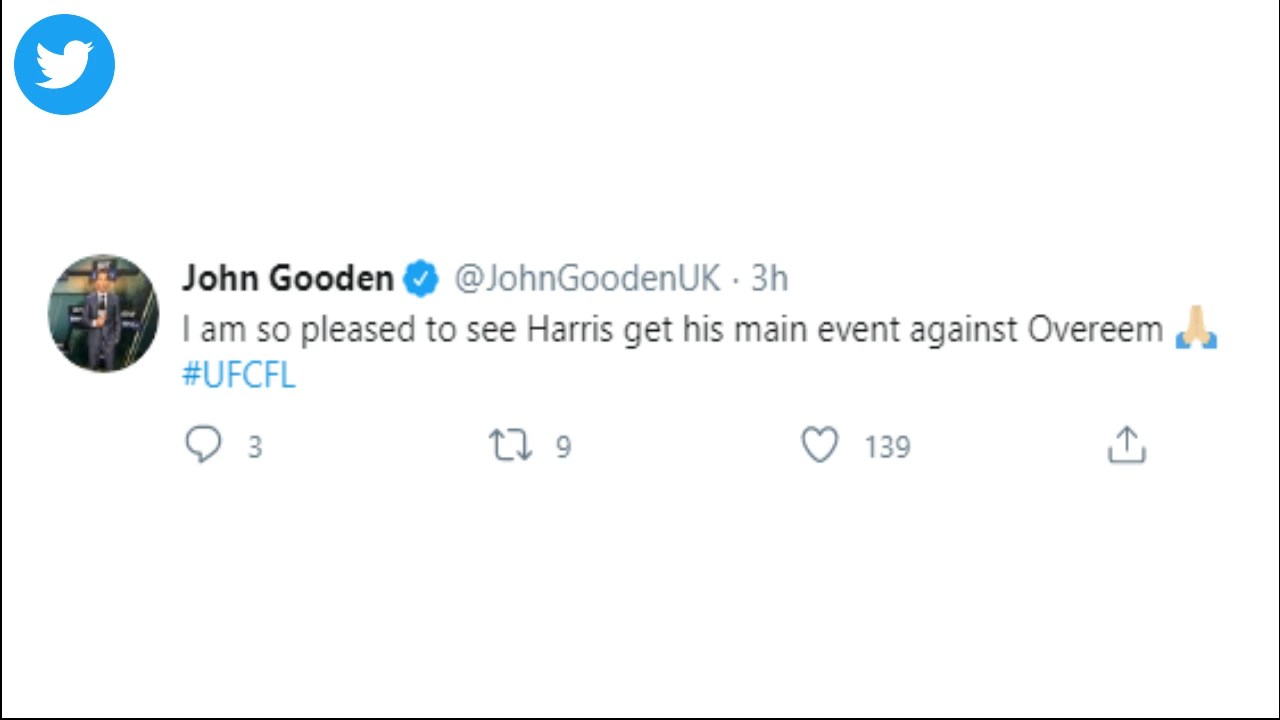 John Gooden @JohnGoodenUK · 3h
I am so pleased to see Harris get his main event against Overeem 🙏🏼
#UFCFL
3 9 139